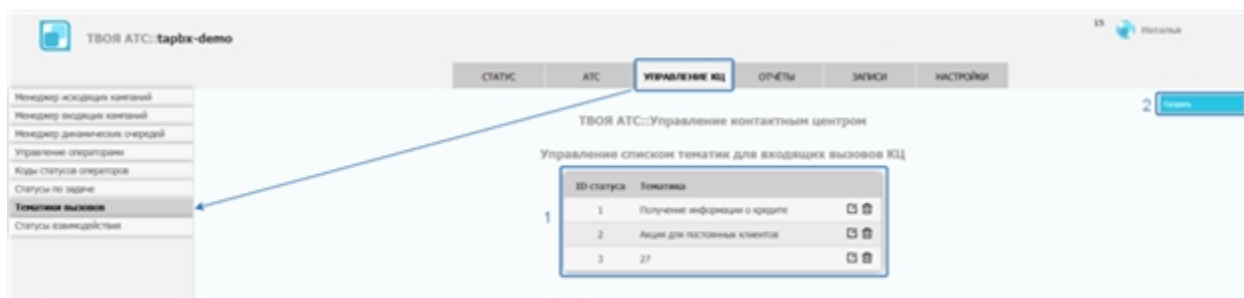 15 Наталья
ТВОЯ АТС::tapbx-demo
СТАТУС АТС УПРАВЛЕНИЕ КЦ ОТЧЁТЫ ЗАПИСИ НАСТРОЙКИ
Менеджер исходящих кампаний
Менеджер входящих кампаний
Менеджер динамических очередей
Управление операторами
Коды статусов операторов
Статусы по задаче
Тематики вызовов
Статусы взаимодействия
2 Создать
ТВОЯ АТС::Управление контактным центром
Управление списком тематик для входящих вызовов КЦ
1
ID статуса Тематика
1 Получение информации о кредите
2 Акция для постоянных клиентов
3 27